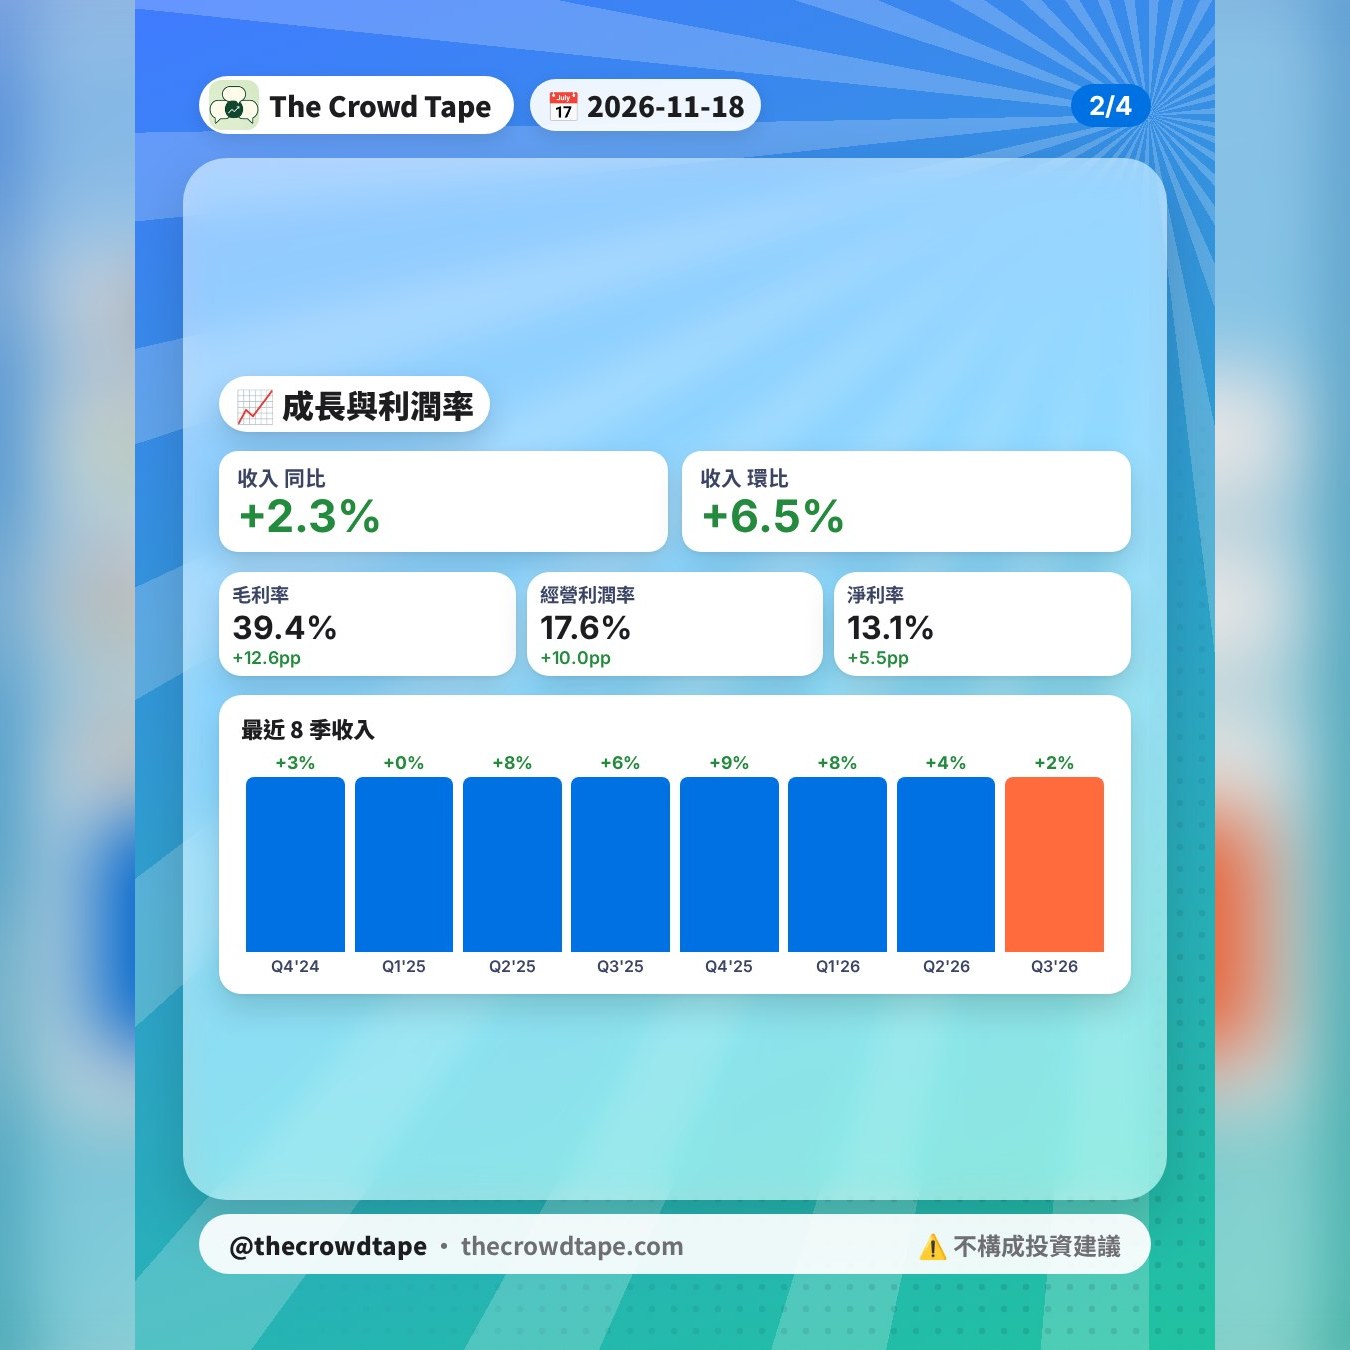 The Crowd Tape
2026-11-18
2/4
成長與利潤率
收入 同比
+2.3%
收入 環比
+6.5%
毛利率
39.4%
+12.6pp
經營利潤率
17.6%
+10.0pp
淨利率
13.1%
+5.5pp
最近 8 季收入
+3% +0% +8% +6% +9% +8% +4% +2%
Q4'24 Q1'25 Q2'25 Q3'25 Q4'25 Q1'26 Q2'26 Q3'26
@thecrowdtape • thecrowdtape.com
⚠️ 不構成投資建議